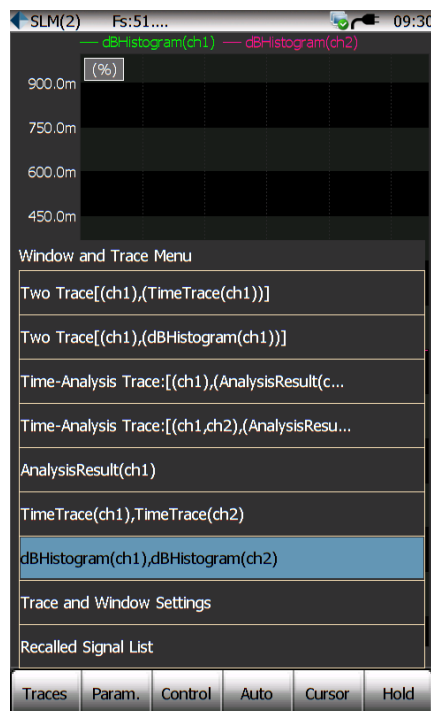 SLM(2) Fs:51.... 09:30
dBHistogram(ch1) dBHistogram(ch2)
(%)
900.0m
750.0m
600.0m
450.0m
Window and Trace Menu
Two Trace[(ch1),(TimeTrace(ch1))]
Two Trace[(ch1),(dBHistogram(ch1))]
Time-Analysis Trace:[(ch1),(AnalysisResult(c...
Time-Analysis Trace:[(ch1,ch2),(AnalysisResu...
AnalysisResult(ch1)
TimeTrace(ch1),TimeTrace(ch2)
dBHistogram(ch1),dBHistogram(ch2)
Trace and Window Settings
Recalled Signal List
Traces Param. Control Auto Cursor Hold